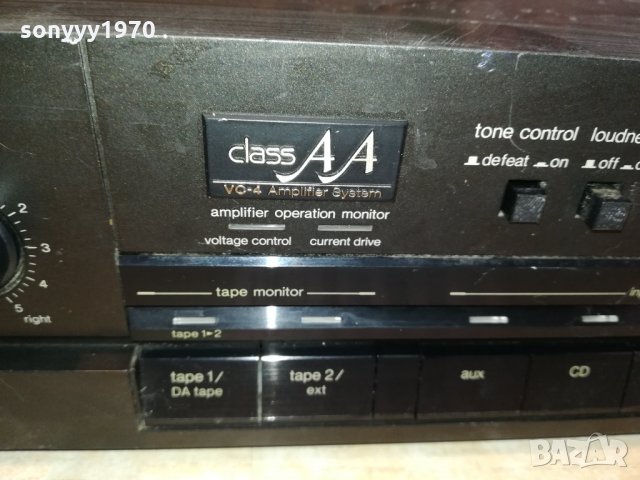 sonyyy1970.
class AA
VC-4 Amplifier System
amplifier operation monitor
voltage control current drive
tone control
defeat on off
2
3
4
5
right
tape monitor
tape 1▸2
tape 1/
DA tape
tape 2/
ext
aux
CD
BAZAR